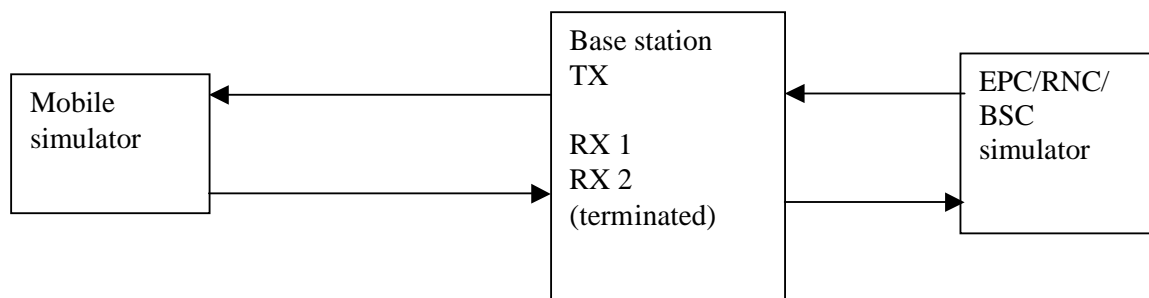 Mobile
simulator
Base station
TX
RX 1
RX 2
(terminated)
EPC/RNC/
BSC
simulator